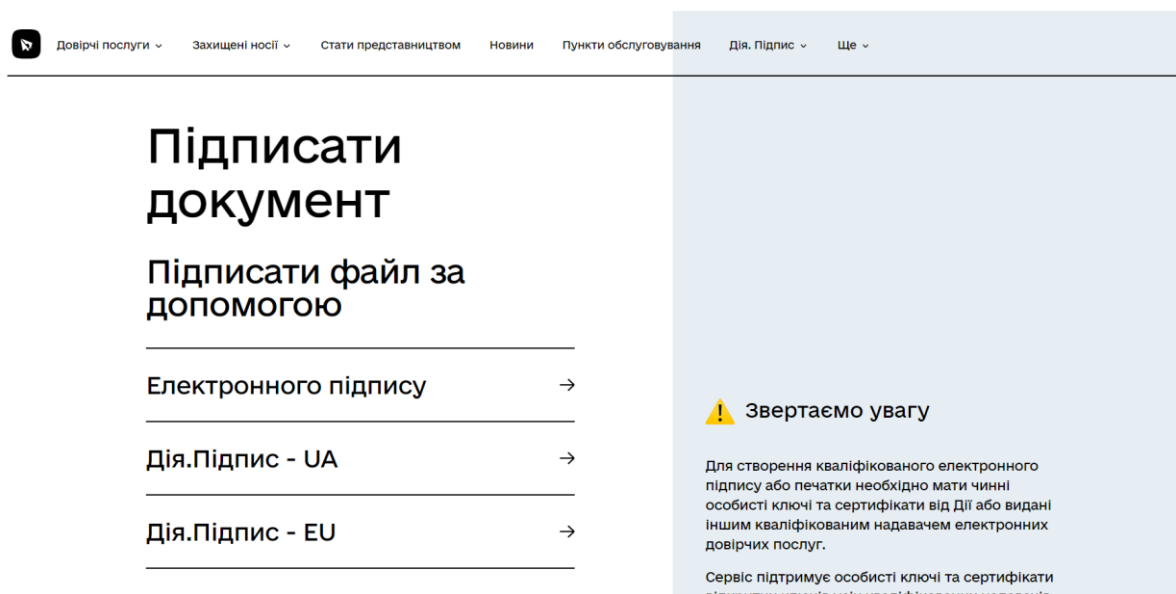 Довірчі послуги Захищені носії Стати представництвом Новини Пункти обслуговування Дія. Підпис Ще
Підписати
документ
Підписати файл за
допомогою
Електронного підпису →
Дія.Підпис - UA →
Дія.Підпис - EU →
Звертаємо увагу
Для створення кваліфікованого електронного
підпису або печатки необхідно мати чинні
особисті ключі та сертифікати від Дії або видані
іншим кваліфікованим надавачем електронних
довірчих послуг.
Сервіс підтримує особисті ключі та сертифікати